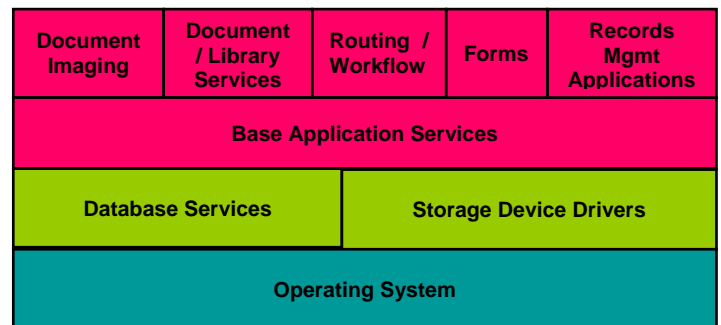 Document
Imaging
Document
/ Library
Services
Routing /
Workflow
Forms
Records
Mgmt
Applications
Base Application Services
Database Services
Storage Device Drivers
Operating System